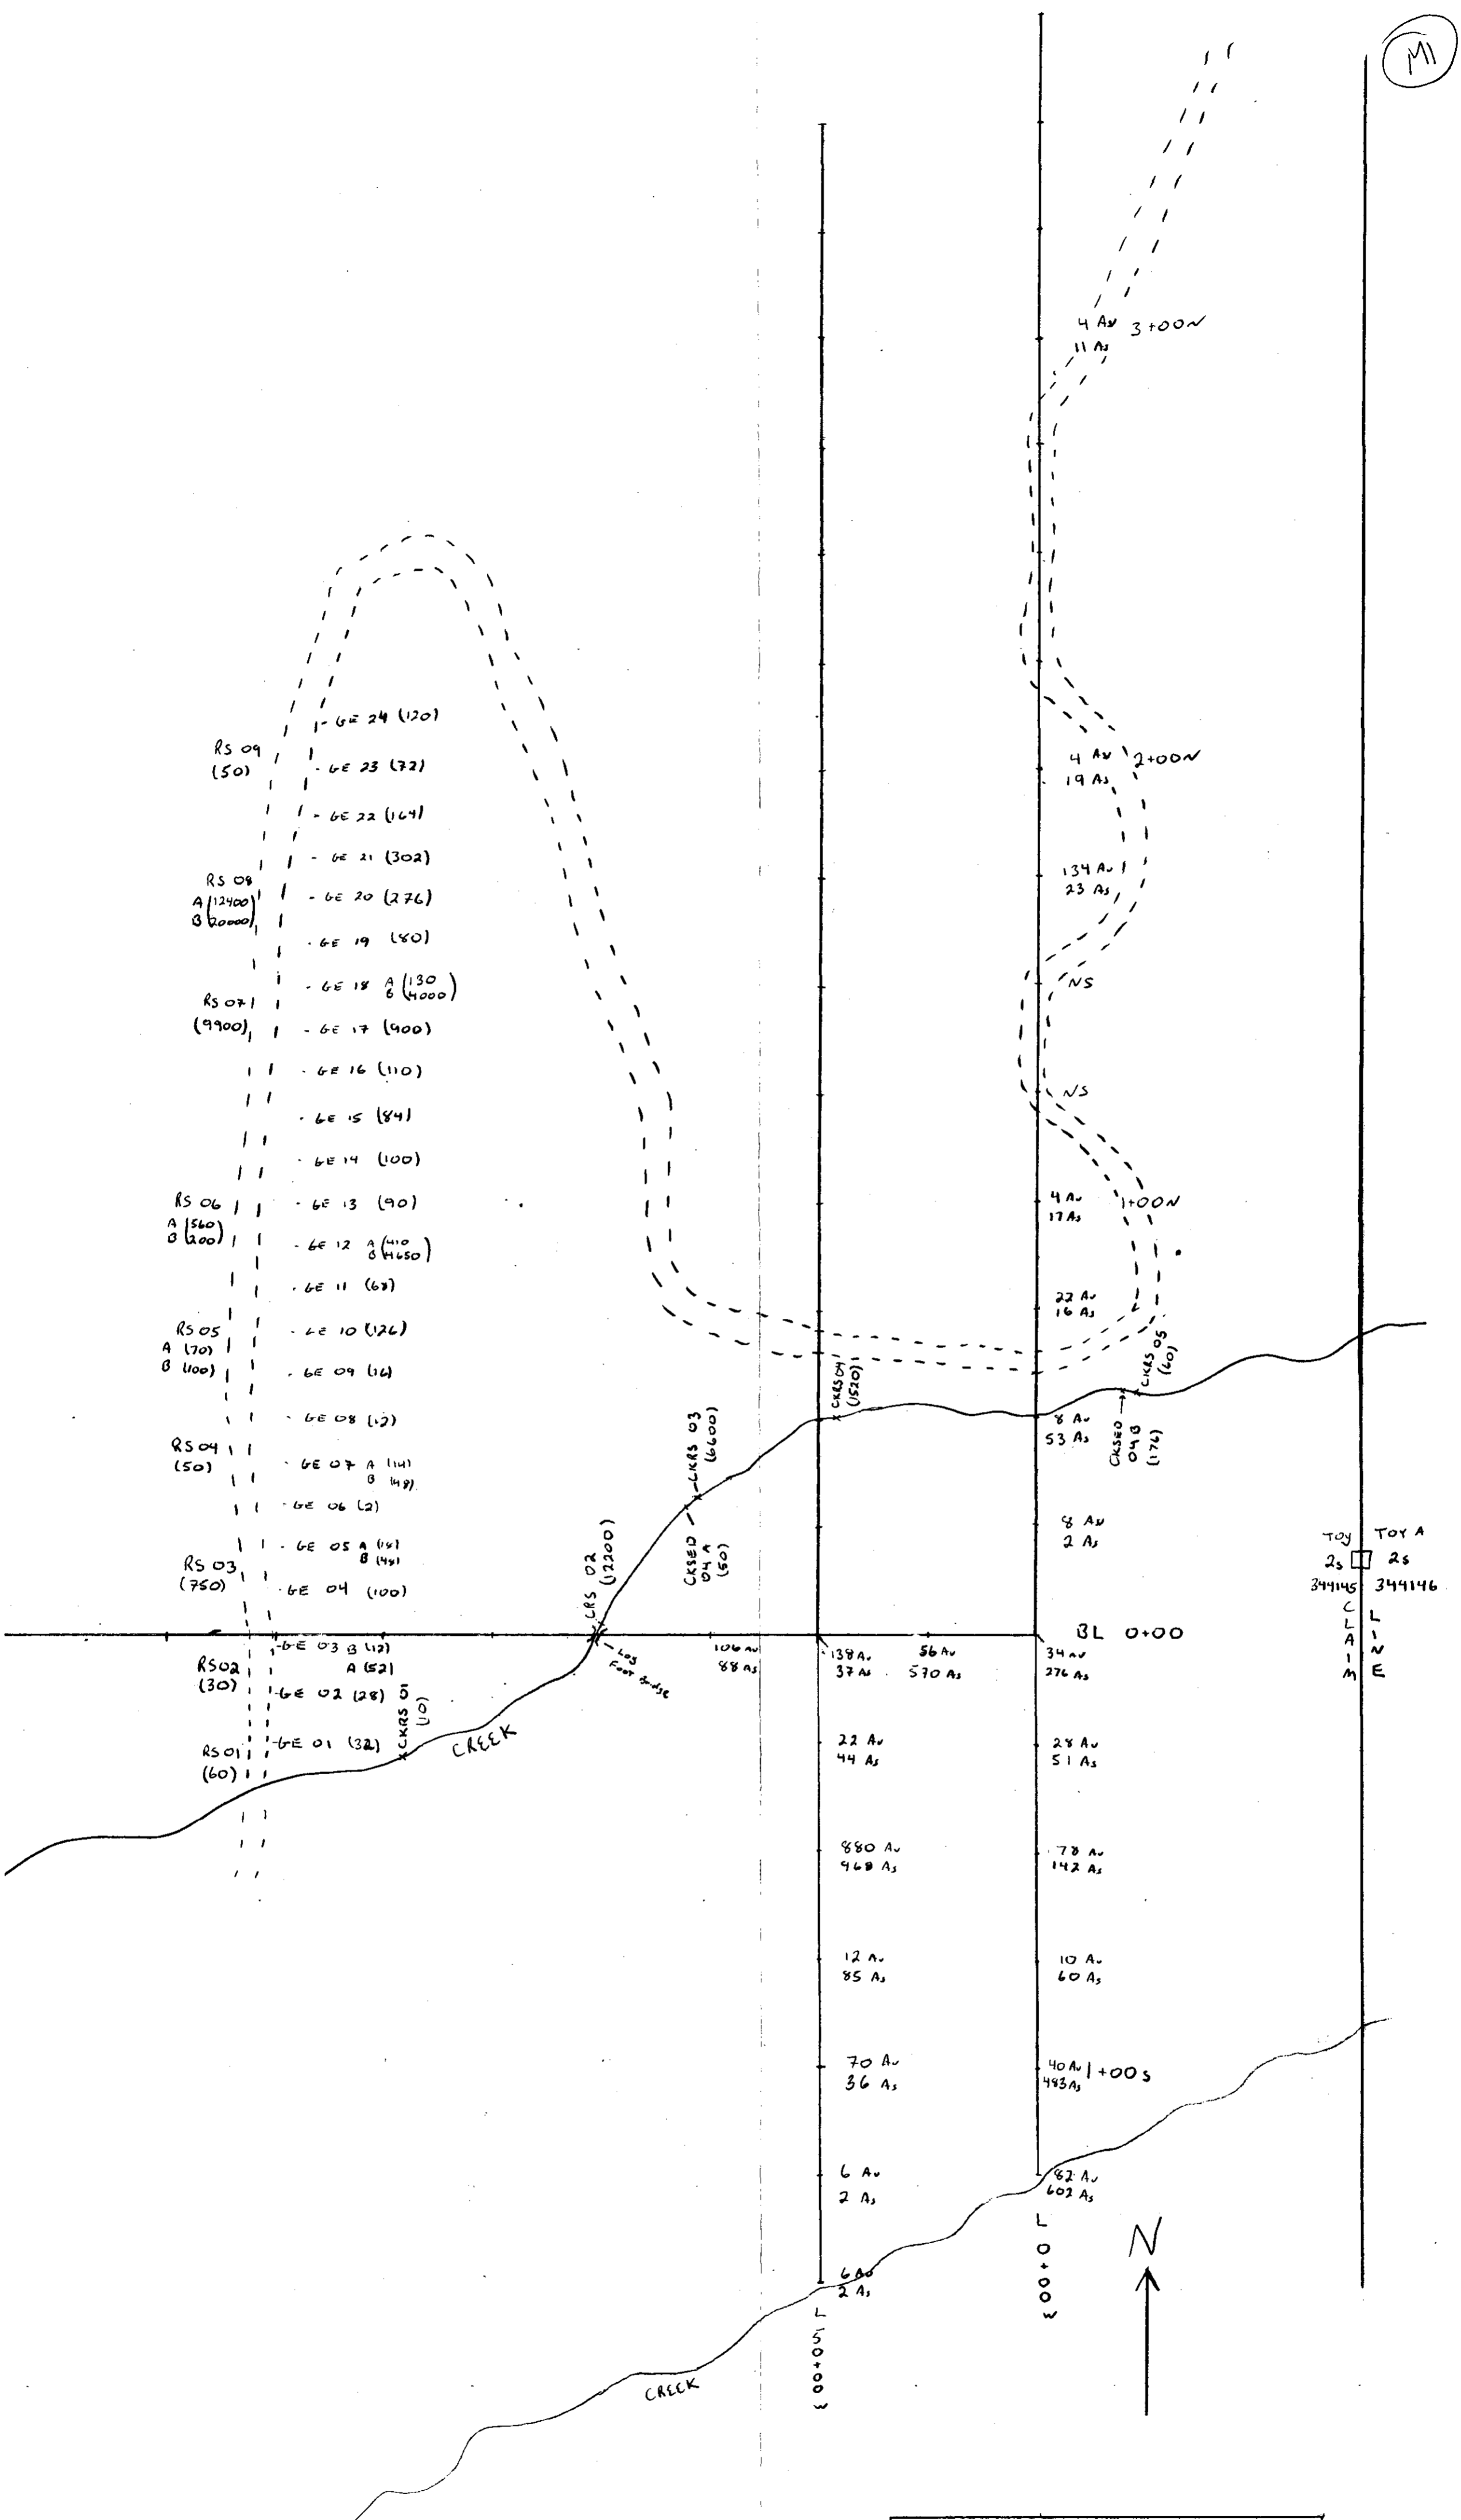 M1
4 Au 3+00N
11 As
GE 24 (120)
RS 09
(50)
GE 23 (72)
4 Au 2+00N
19 As
GE 22 (164)
GE 21 (302)
RS 08
A (12400)
B (20000)
GE 20 (276)
134 Au
23 As
GE 19 (80)
GE 18 A (130)
B (4000)
NS
RS 07
(9900)
GE 17 (900)
GE 16 (110)
NS
GE 15 (84)
GE 14 (100)
RS 06
A (560)
B (200)
GE 13 (90)
4 Au 1+00N
17 As
GE 12 A (410)
B (4650)
GE 11 (68)
22 Au
16 As
RS 05
A (70)
B (100)
GE 10 (126)
GE 09 (16)
CKRS 04
(1520)
CKRS 05
(60)
GE 08 (12)
8 Au
53 As
CKSED
04 B
(176)
RS 04
(50)
GE 07 A (14)
B (48)
CKRS 03
(6600)
GE 06 (2)
8 Au
2 As
GE 05 A (18)
B (48)
CKSED
04 A
(50)
RS 03
(750)
GE 04 (100)
CRS 02
(1220)
TOY TOY A
2s 2s
344145 344146
CLAIM
LINE
BL 0+00
GE 03 B (12)
A (52)
LOG
FOOT BRIDGE
106 Au
88 As
138 Au
37 As
56 Au
570 As
34 Au
276 As
RS 02
(30)
GE 02 (28)
CKRS 5
(10)
RS 01
(60)
GE 01 (32)
CREEK
22 Au
44 As
28 Au
51 As
880 Au
968 As
78 Au
142 As
12 Au
85 As
10 Au
60 As
70 Au
36 As
40 Au 1+00S
483 As
6 Au
2 As
82 Au
602 As
6 Au
2 As
L 0+00 W
N
L 0+50 W
CREEK